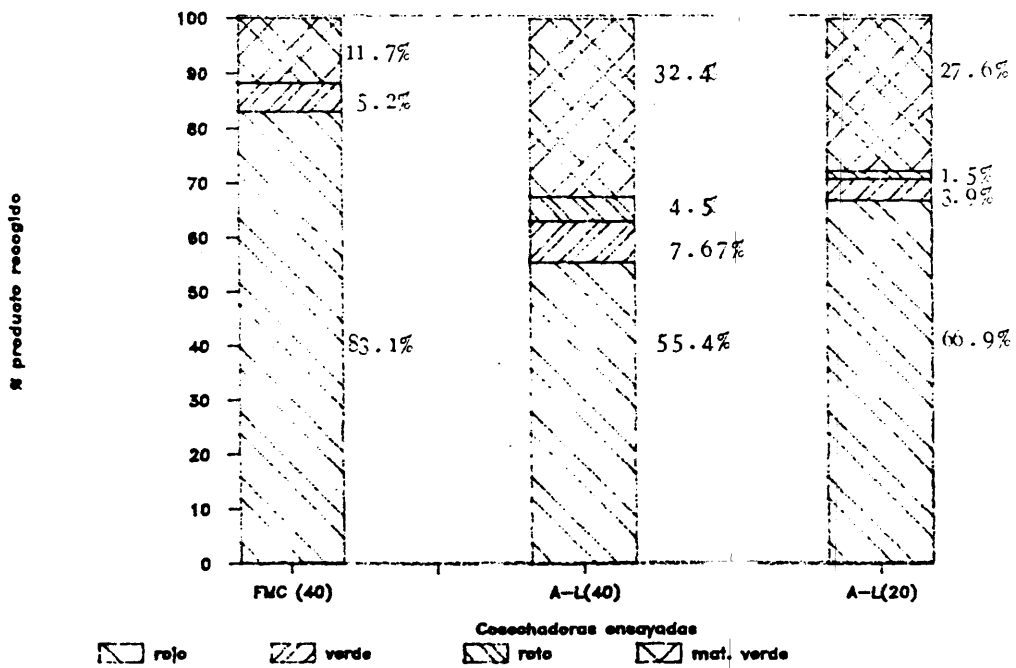 100
11.7%
90
5.2%
80
70
60
50
83.1%
40
30
20
10
0
32.4
4.5
7.67%
55.4%
27.6%
1.5%
3.9%
66.9%
% producto recogido
FMC (40)
A-L(40)
A-L(20)
Cosechadoras ensayadas
rojo
verde
roto
mat. verde